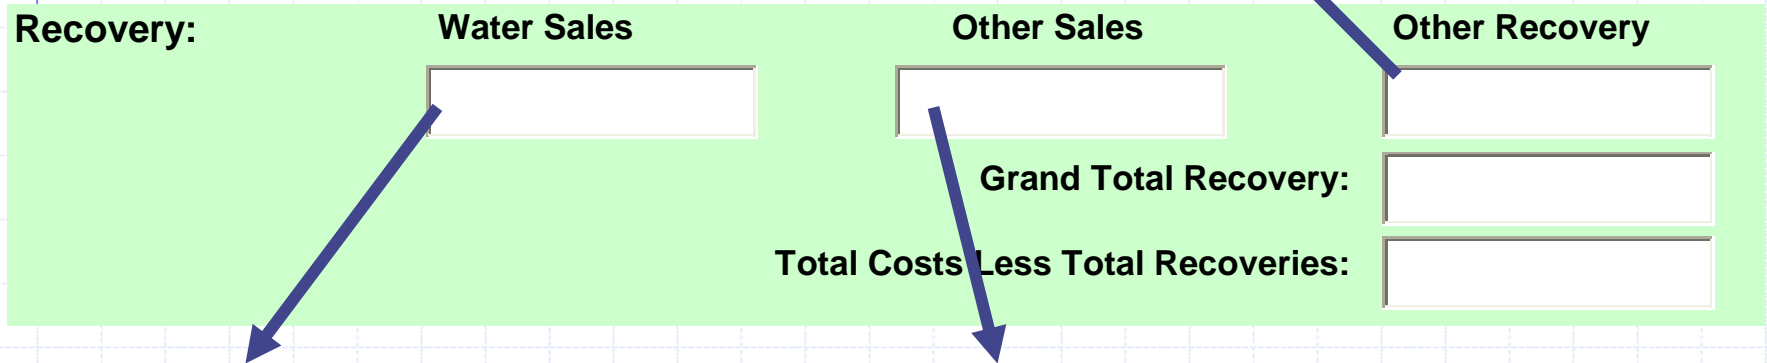 Recovery: Water Sales Other Sales Other Recovery
Grand Total Recovery:
Total Costs Less Total Recoveries: